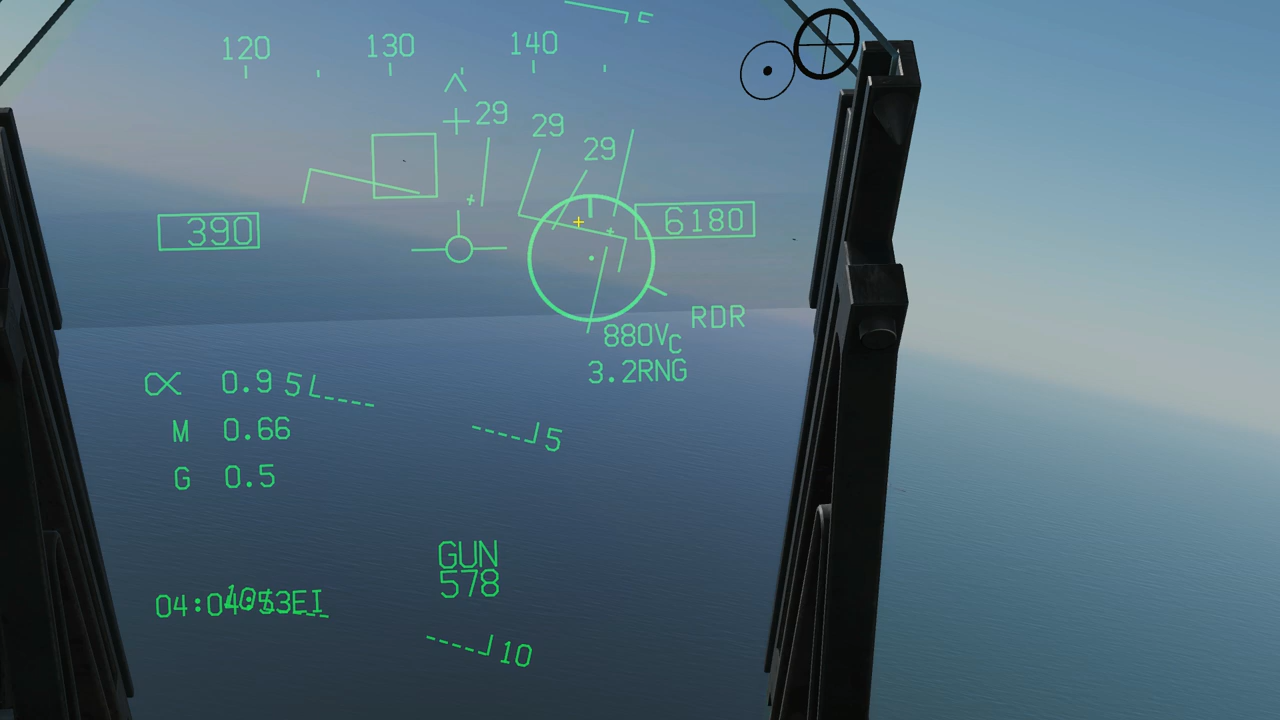 120 130 140
29 29 29
390
6180
RDR
880VC
3.2RNG
α 0.9 5
M 0.66
G 0.5
5
GUN
578
10